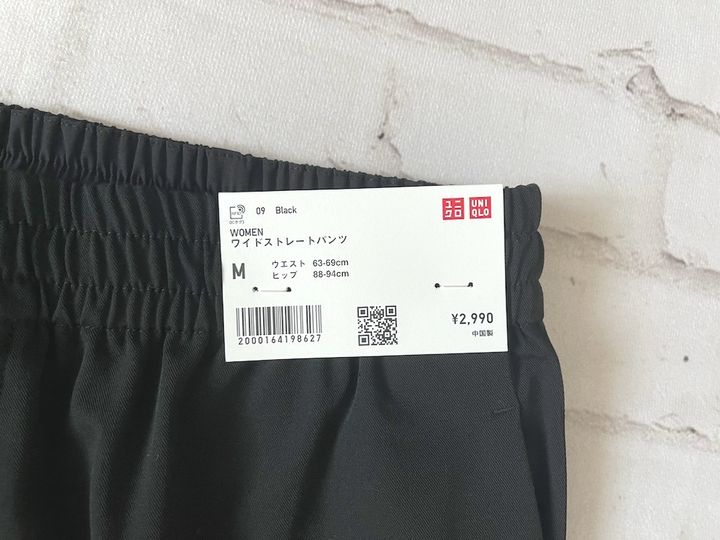 09 Black
ユニクロ
UNIQLO
WOMEN
ワイドストレートパンツ
M
ウエスト 63-69cm
ヒップ 88-94cm
2000164198627
¥2,990
中国製